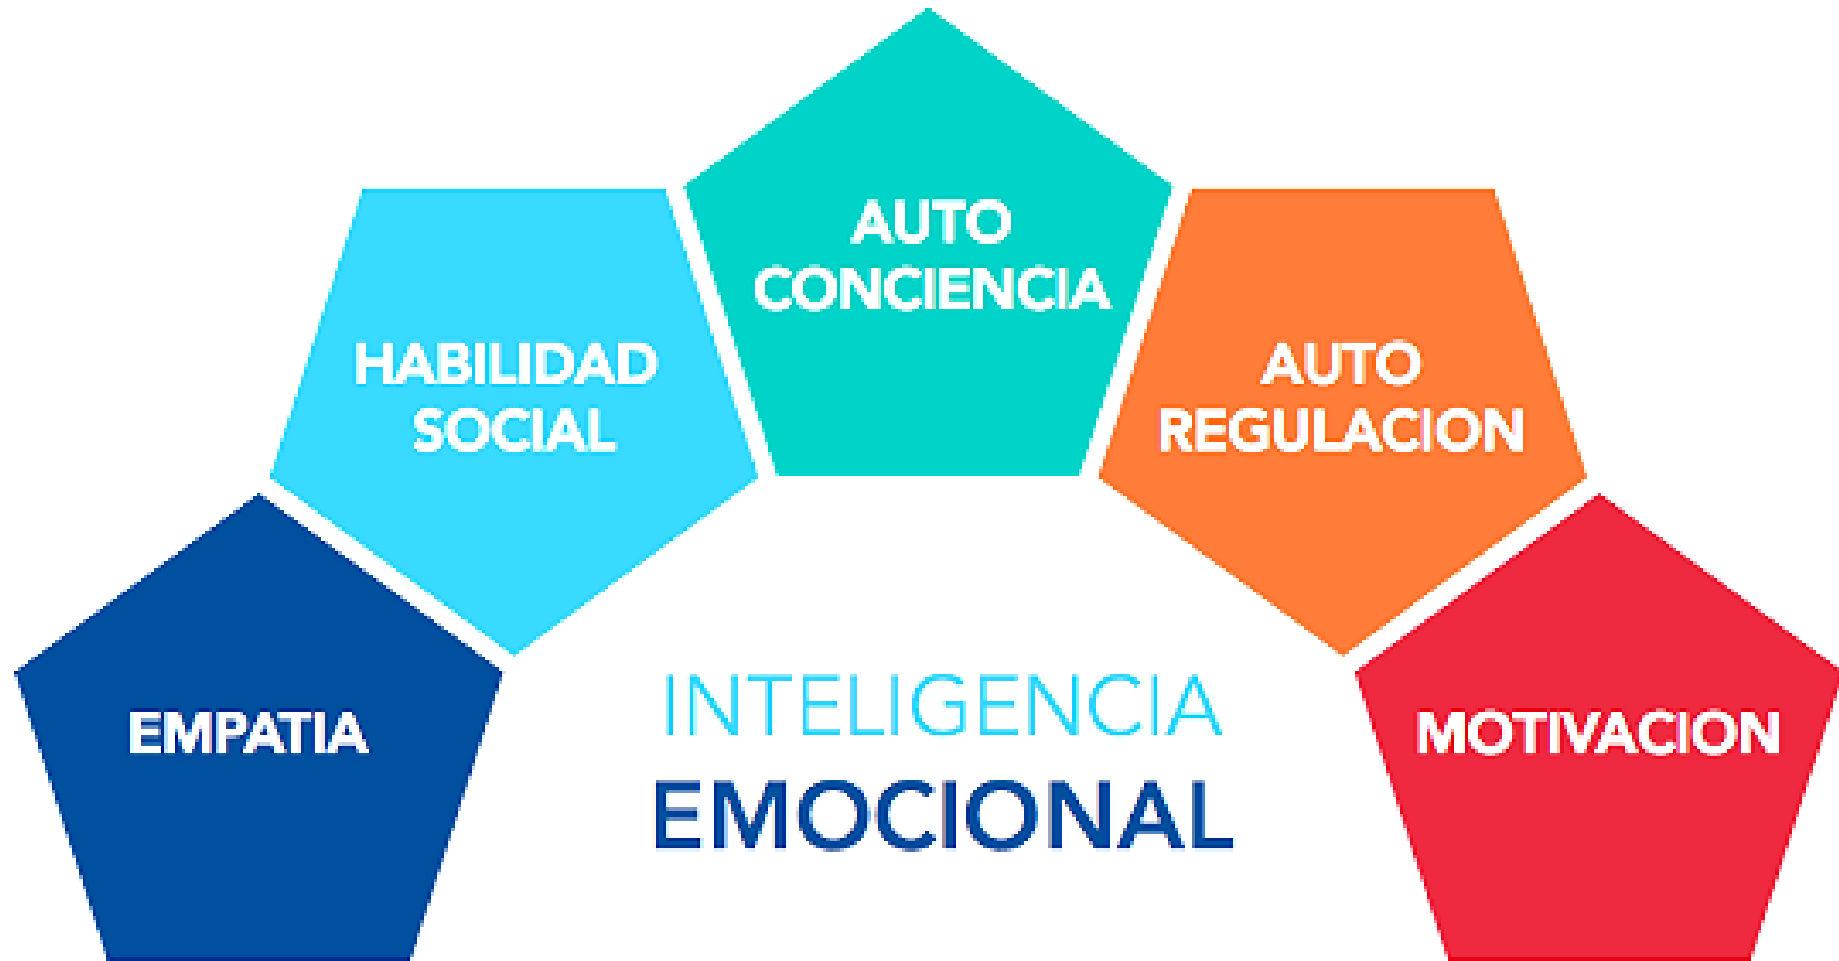 AUTO
CONCIENCIA
HABILIDAD
SOCIAL
AUTO
REGULACION
EMPATIA
MOTIVACION
INTELIGENCIA
EMOCIONAL